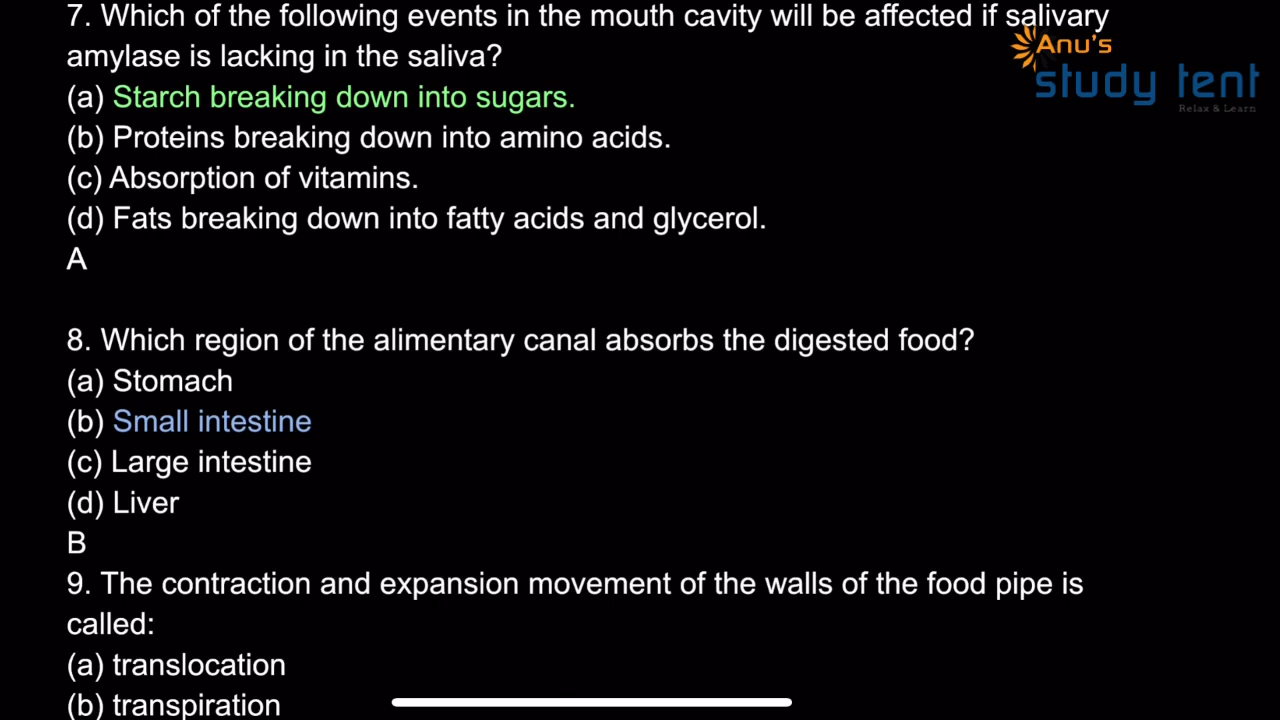 7. Which of the following events in the mouth cavity will be affected if salivary
amylase is lacking in the saliva?
Anu's
study tent
Relax & Learn
(a) Starch breaking down into sugars.
(b) Proteins breaking down into amino acids.
(c) Absorption of vitamins.
(d) Fats breaking down into fatty acids and glycerol.
A
8. Which region of the alimentary canal absorbs the digested food?
(a) Stomach
(b) Small intestine
(c) Large intestine
(d) Liver
B
9. The contraction and expansion movement of the walls of the food pipe is
called:
(a) translocation
(b) transpiration